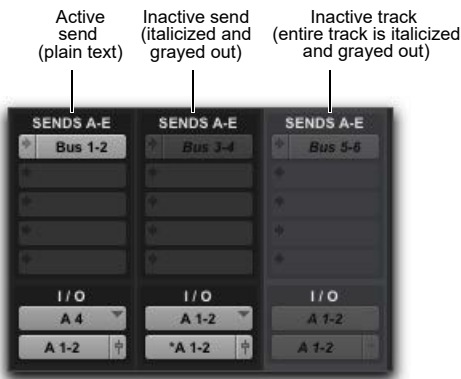 Active
send
(plain text)
Inactive send
(italicized and
grayed out)
Inactive track
(entire track is italicized
and grayed out)
SENDS A-E
SENDS A-E
SENDS A-E
Bus 1-2
Bus 3-4
Bus 5-6
I / O
I / O
I / O
A 4
A 1-2
A 1-2
A 1-2
*A 1-2
A 1-2